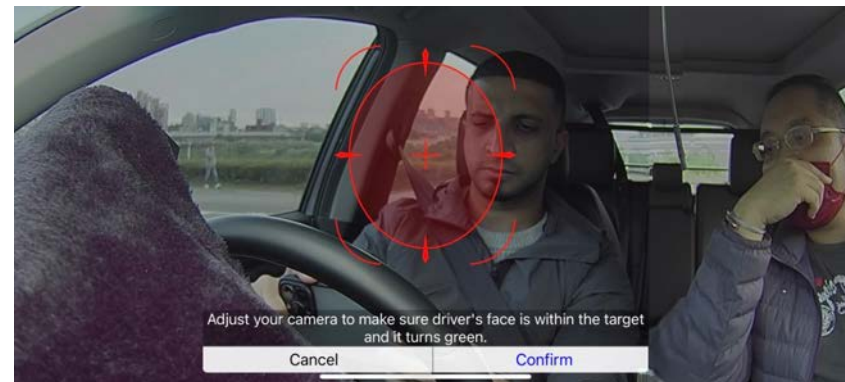 Adjust your camera to make sure driver's face is within the target
and it turns green.
Cancel
Confirm